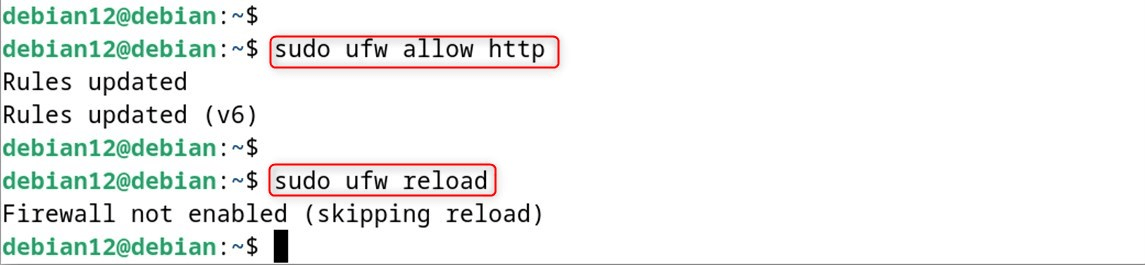 debian12@debian:~$
debian12@debian:~$ sudo ufw allow http
Rules updated
Rules updated (v6)
debian12@debian:~$
debian12@debian:~$ sudo ufw reload
Firewall not enabled (skipping reload)
debian12@debian:~$